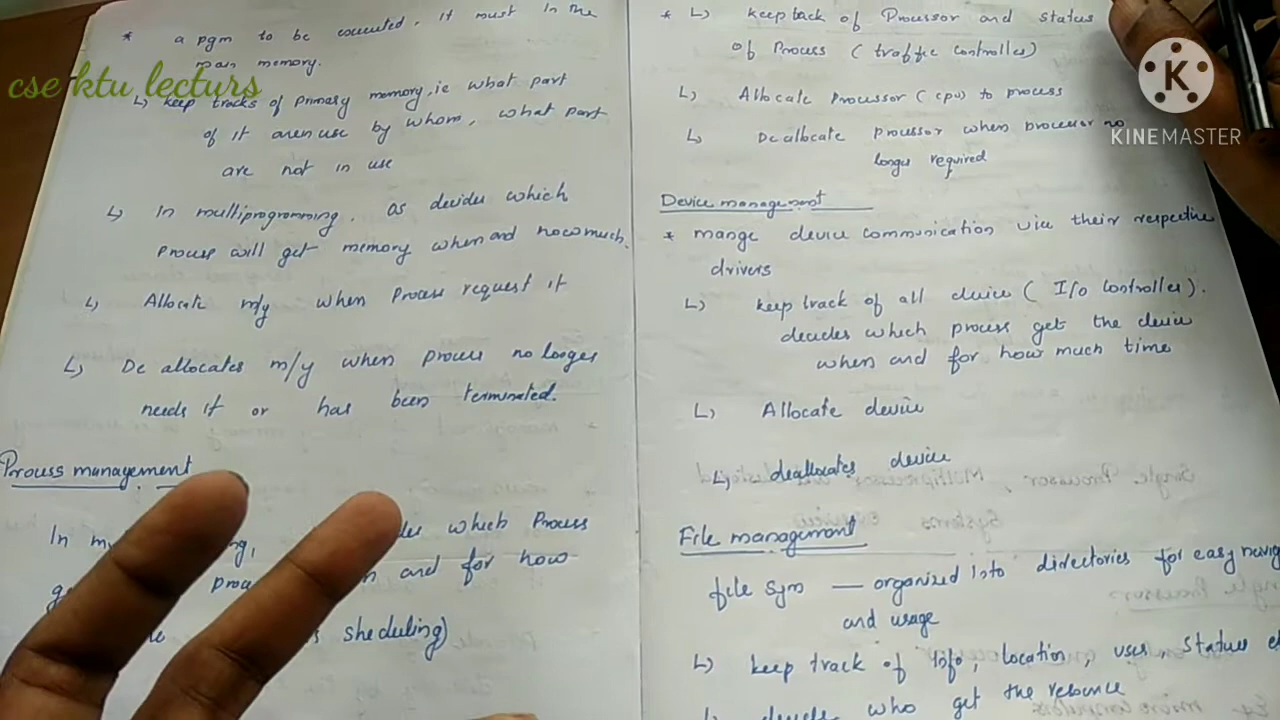 * a pgm to be executed, it must in the
main memory.
cse ktu lecturs
↳ keep tracks of primary memory, ie what part
of it are in use by whom, what part
are not in use
↳ In multiprogramming. os decides which
Process will get memory when and how much.
↳ Allocate m/y when Process request it
↳ De allocates m/y when process no longer
needs it or has been terminated.
Process management
In which Process
and for how
sheduling)
* ↳ keep tack of Processor and status
of Process (traffic controller)
↳ Allocate Processor (cpu) to process
↳ De allocate processor when processor no
longer required
K
KINEMASTER
Device management
* mange device communication via their respective
drivers
↳ keep track of all device (I/o controller).
decides which process get the device
when and for how much time
↳ Allocate device
↳ deallocates device
File management
file sym — organized into directories for easy navig
and usage
↳ keep track of info, location, uses, status e
↳ decide who get the resource